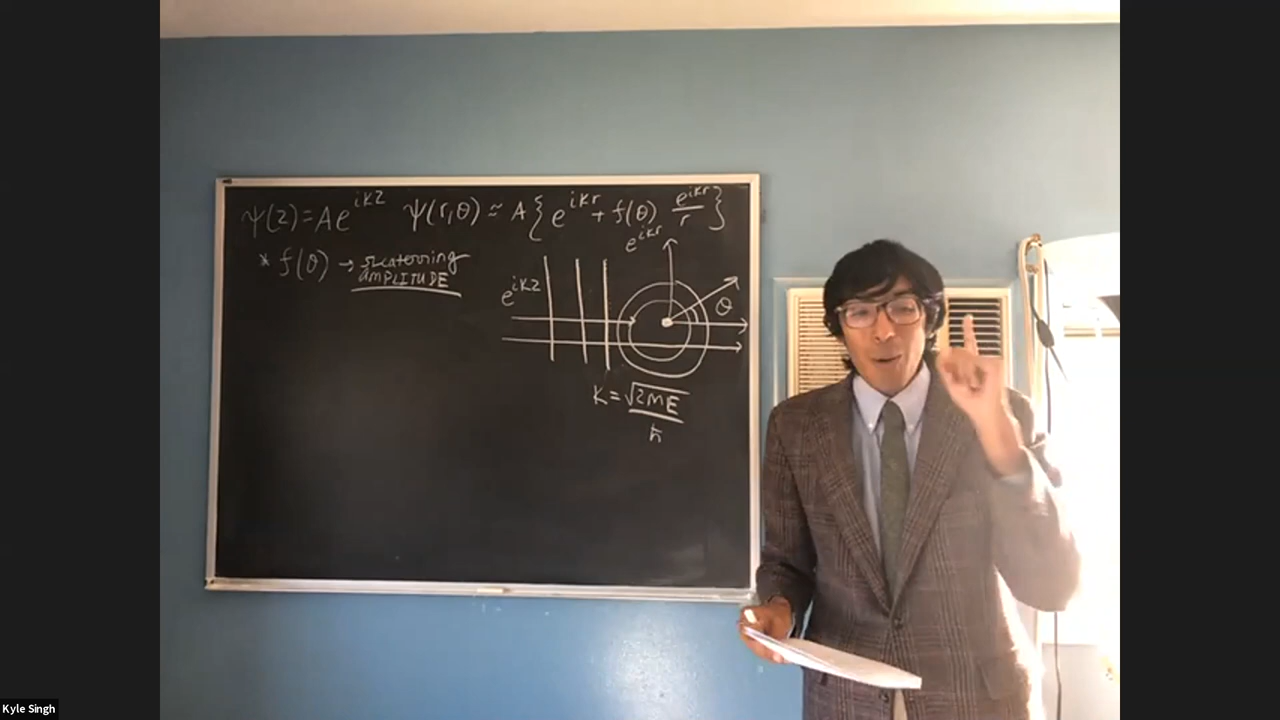 ψ(z)=Ae^{ikz} ψ(r,θ) ≈ A{e^{ikr} + f(θ) e^{ikr}/r}
* f(θ) → scattering
AMPLITUDE
e^{ikr}
e^{ikz}
θ
K = √2mE
ħ
Kyle Singh